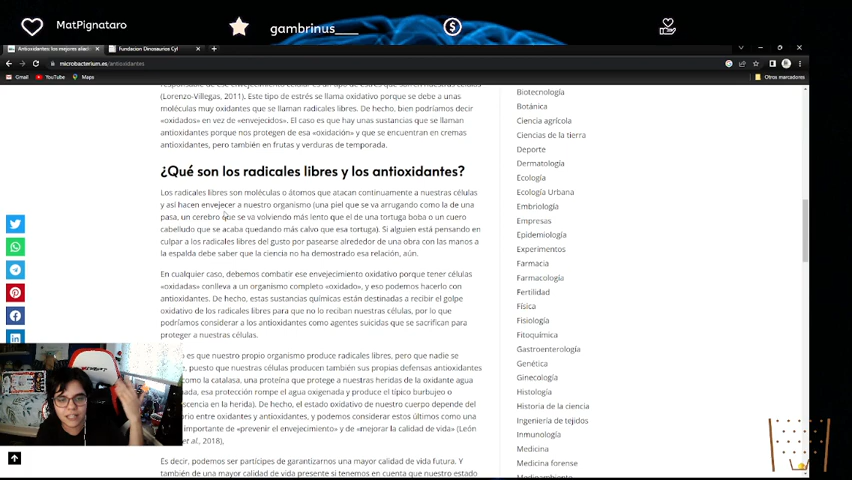 MatPignataro
gambrinus____
Antioxidantes: los mejores aliad
Fundacion Dinosaurios CyL
microbacterium.es/antioxidantes
Gmail
YouTube
Maps
Otros marcadores
(Lorenzo-Villegas, 2011). Este tipo de estrés se llama oxidativo porque se debe a unas
moléculas muy oxidantes que se llaman radicales libres. De hecho, bien podríamos decir
«oxidados» en vez de «envejecidos». El caso es que hay unas sustancias que se llaman
antioxidantes porque nos protegen de esa «oxidación» y que se encuentran en cremas
antioxidantes, pero también en frutas y verduras de temporada.
¿Qué son los radicales libres y los antioxidantes?
Los radicales libres son moléculas o átomos que atacan continuamente a nuestras células
y así hacen envejecer a nuestro organismo (una piel que se va arrugando como la de una
pasa, un cerebro que se va volviendo más lento que el de una tortuga boba o un cuero
cabelludo que se acaba quedando más calvo que esa tortuga). Si alguien está pensando en
culpar a los radicales libres del gusto por pasearse alrededor de una obra con las manos a
la espalda debe saber que la ciencia no ha demostrado esa relación, aún.
En cualquier caso, debemos combatir ese envejecimiento oxidativo porque tener células
«oxidadas» conlleva a un organismo completo «oxidado», y eso podemos hacerlo con
antioxidantes. De hecho, estas sustancias químicas están destinadas a recibir el golpe
oxidativo de los radicales libres para que no lo reciban nuestras células, por lo que
podríamos considerar a los antioxidantes como agentes suicidas que se sacrifican para
proteger a nuestras células.
o es que nuestro propio organismo produce radicales libres, pero que nadie se
, puesto que nuestras células producen también sus propias defensas antioxidantes
como la catalasa, una proteína que protege a nuestras heridas de la oxidante agua
nada, esa protección rompe el agua oxigenada y produce el típico burbujeo o
scencia en la herida). De hecho, el estado oxidativo de nuestro cuerpo depende del
ario entre oxidantes y antioxidantes, y podemos considerar estos últimos como una
importante de «prevenir el envejecimiento» y de «mejorar la calidad de vida» (León
et al., 2018),
Es decir, podemos ser partícipes de garantizarnos una mayor calidad de vida futura. Y
también de una mayor calidad de vida presente si tenemos en cuenta que nuestro estado
Biotecnología
Botánica
Ciencia agrícola
Ciencias de la tierra
Deporte
Dermatología
Ecología
Ecología Urbana
Embriología
Empresas
Epidemiología
Experimentos
Farmacia
Farmacología
Fertilidad
Física
Fisiología
Fitoquímica
Gastroenterología
Genética
Ginecología
Histología
Historia de la ciencia
Ingeniería de tejidos
Inmunología
Medicina
Medicina forense